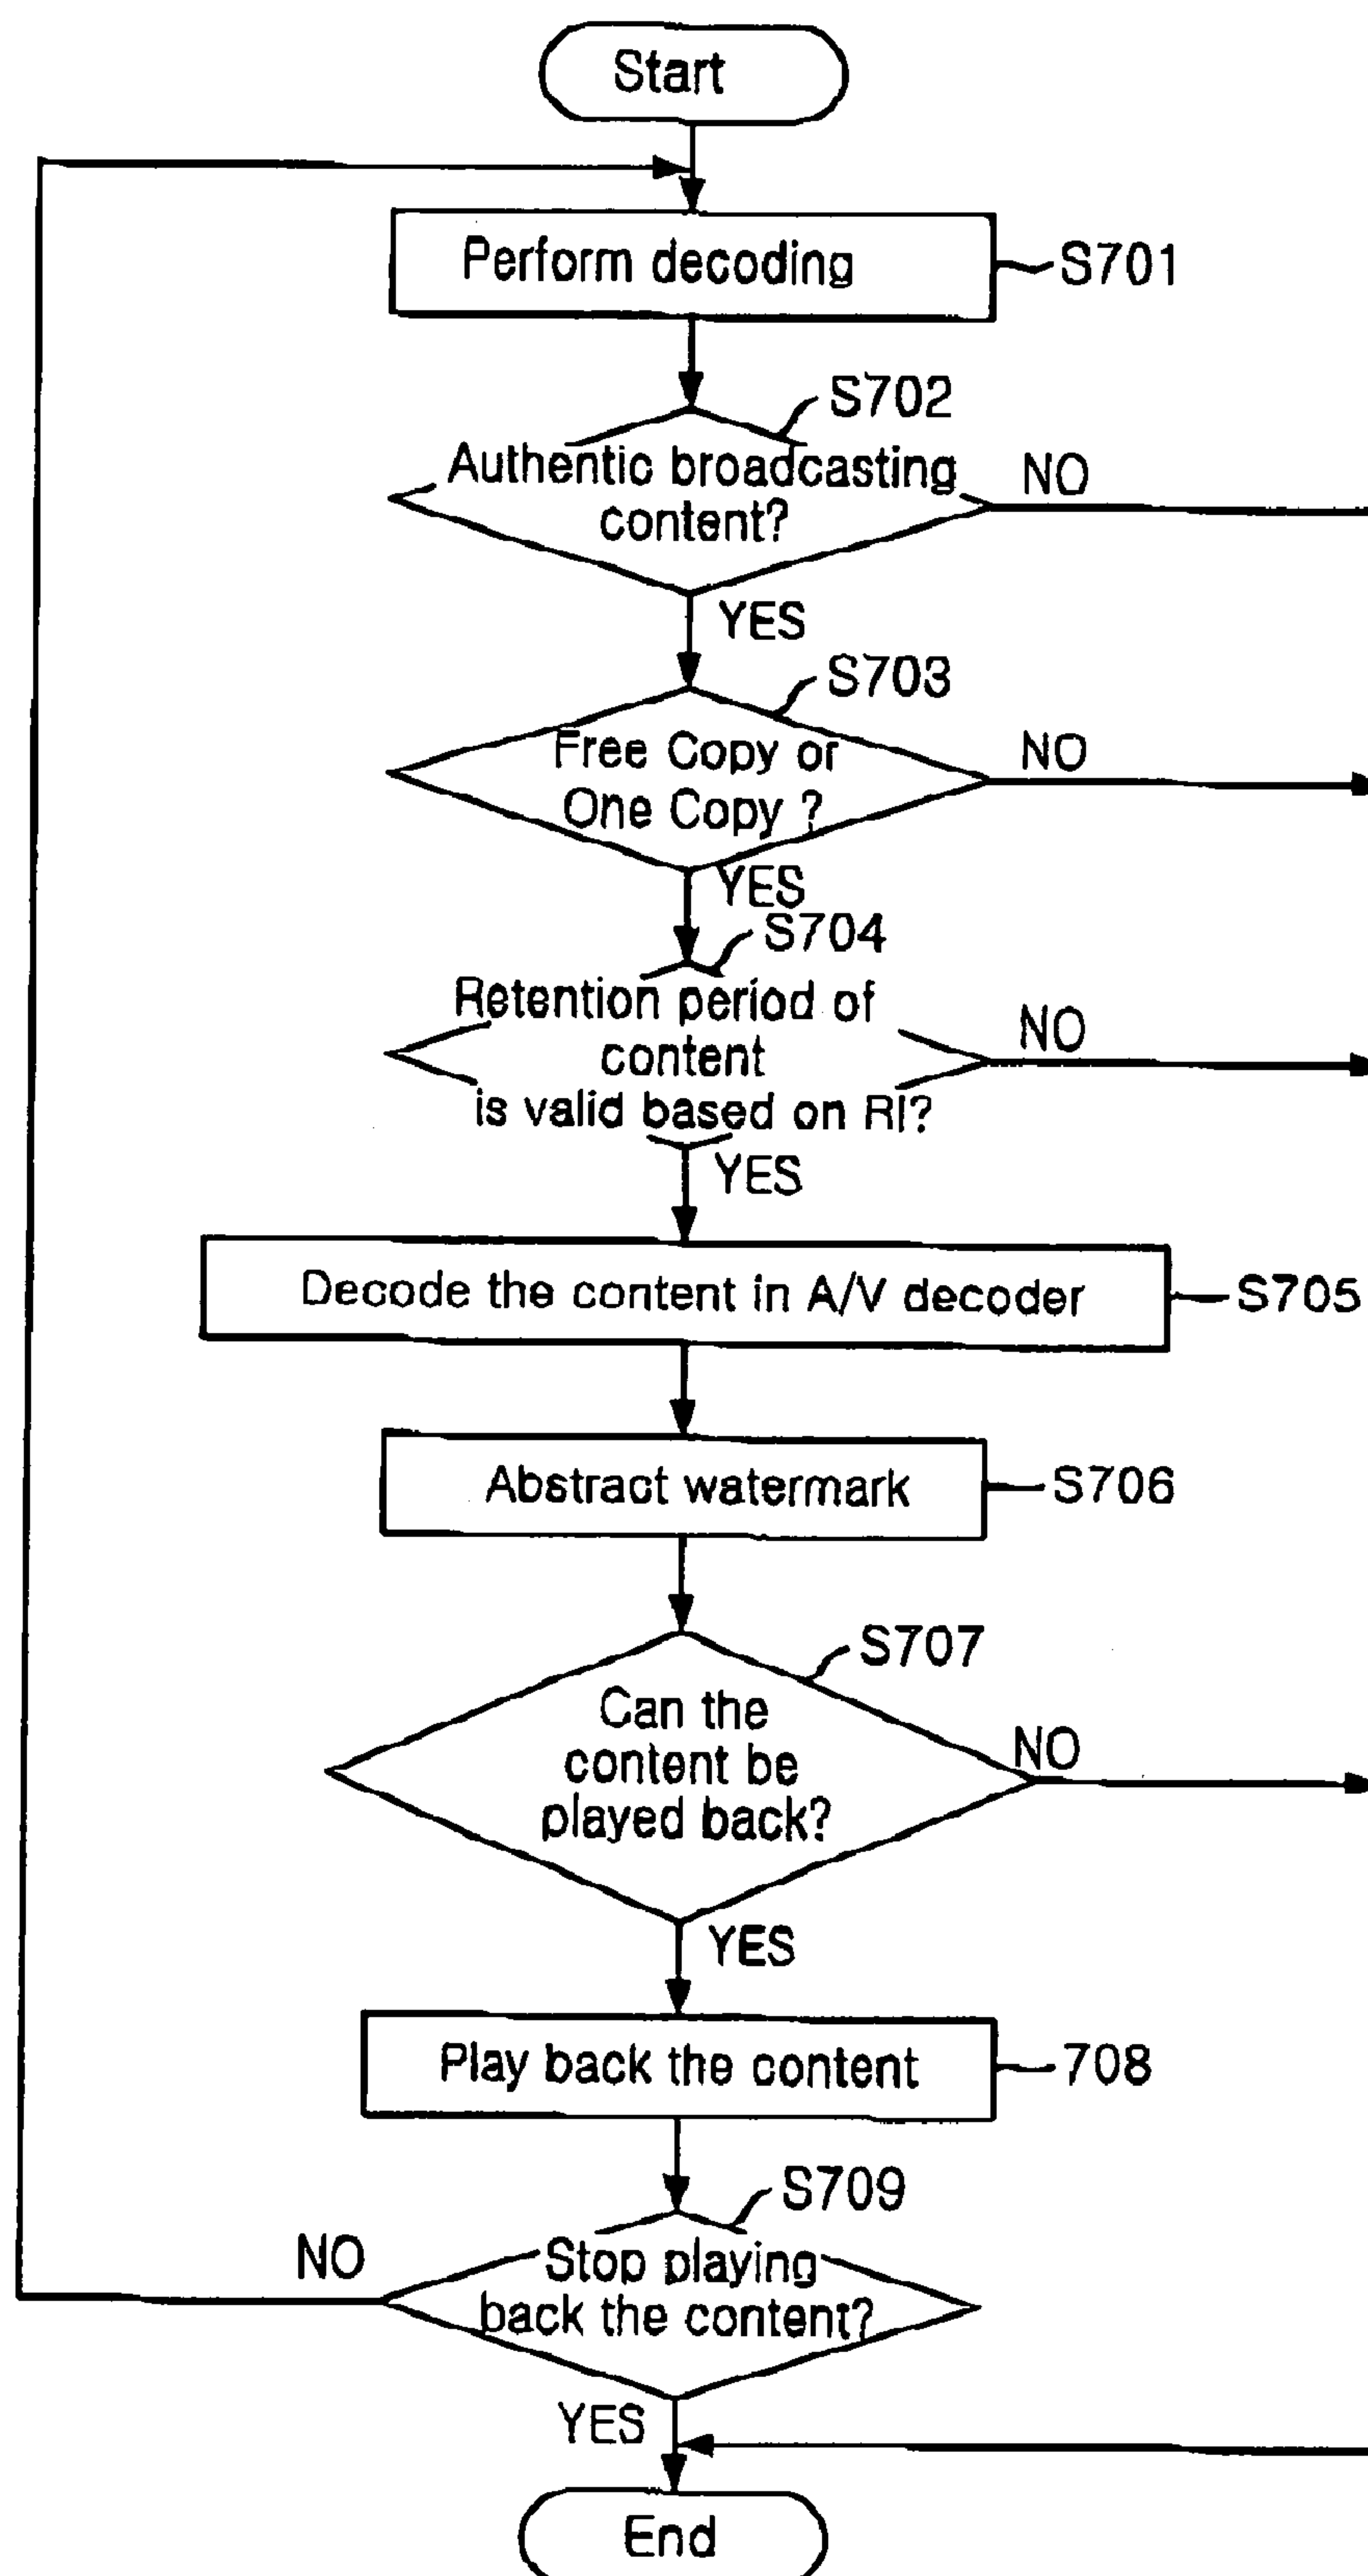 Start
Perform decoding
S701
S702
Authentic broadcasting
content?
NO
YES
S703
Free Copy or
One Copy ?
NO
YES
S704
Retention period of
content
is valid based on RI?
NO
YES
Decode the content in A/V decoder
S705
Abstract watermark
S706
S707
Can the
content be
played back?
NO
YES
Play back the content
708
S709
Stop playing
back the content?
NO
YES
End